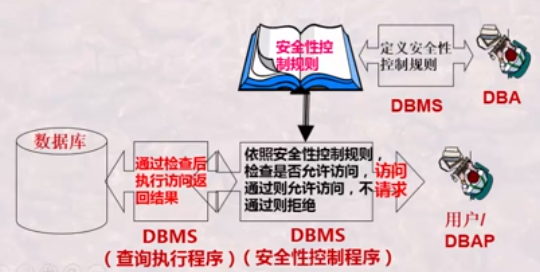 安全性控
制规则
定义安全性
控制规则
DBMS
DBA
数据库
通过检查后
执行访问返
回结果
依照安全性控制规则，
检查是否允许访问，
通过则允许访问，不
通过则拒绝
访问
请求
DBMS
（查询执行程序）
DBMS
（安全性控制程序）
用户/
DBAP